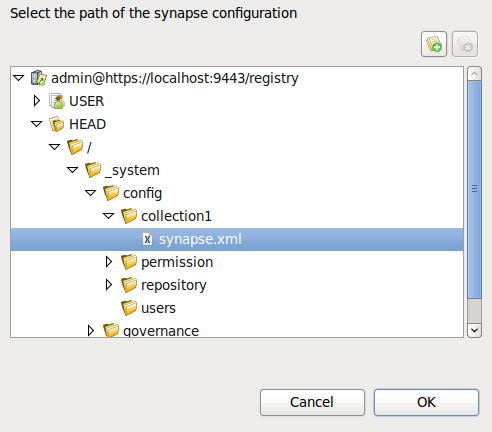 Select the path of the synapse configuration
admin@https://localhost:9443/registry
USER
HEAD
/
_system
config
collection1
synapse.xml
permission
repository
users
governance
Cancel
OK